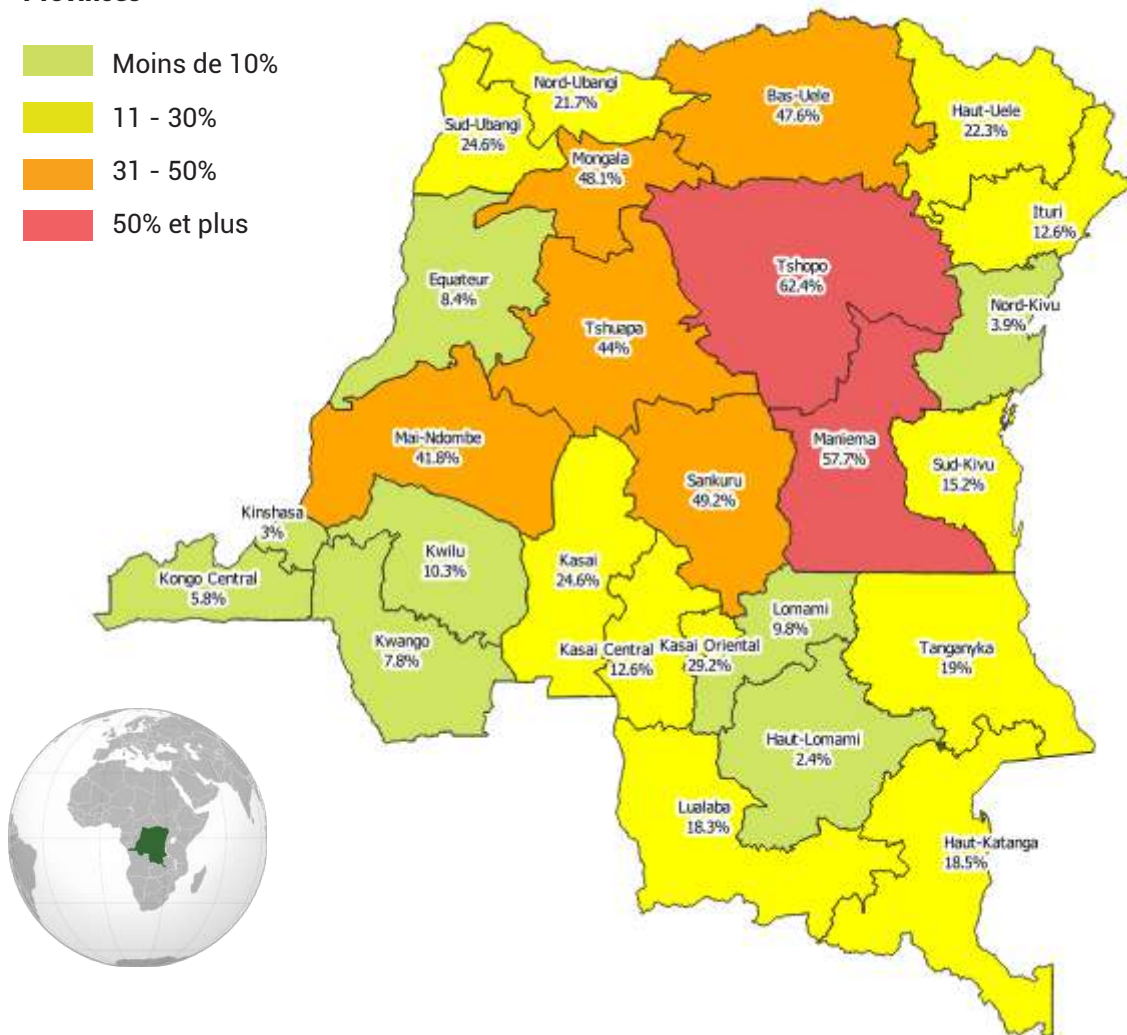 Moins de 10%
11 - 30%
31 - 50%
50% et plus
Nord-Ubangi
21.7%
Bas-Uele
47.6%
Haut-Uele
22.3%
Sud-Ubangi
24.6%
Mongala
48.1%
Ituri
12.6%
Equateur
8.4%
Tshopo
62.4%
Nord-Kivu
3.9%
Tshuapa
44%
Mai-Ndombe
41.8%
Maniema
57.7%
Sud-Kivu
15.2%
Sankuru
49.2%
Kinshasa
3%
Kwilu
10.3%
Kasai
24.6%
Kongo Central
5.8%
Lomami
9.8%
Kwango
7.8%
Kasai Central
12.6%
Kasai Oriental
29.2%
Tanganyka
19%
Haut-Lomami
2.4%
Lualaba
18.3%
Haut-Katanga
18.5%